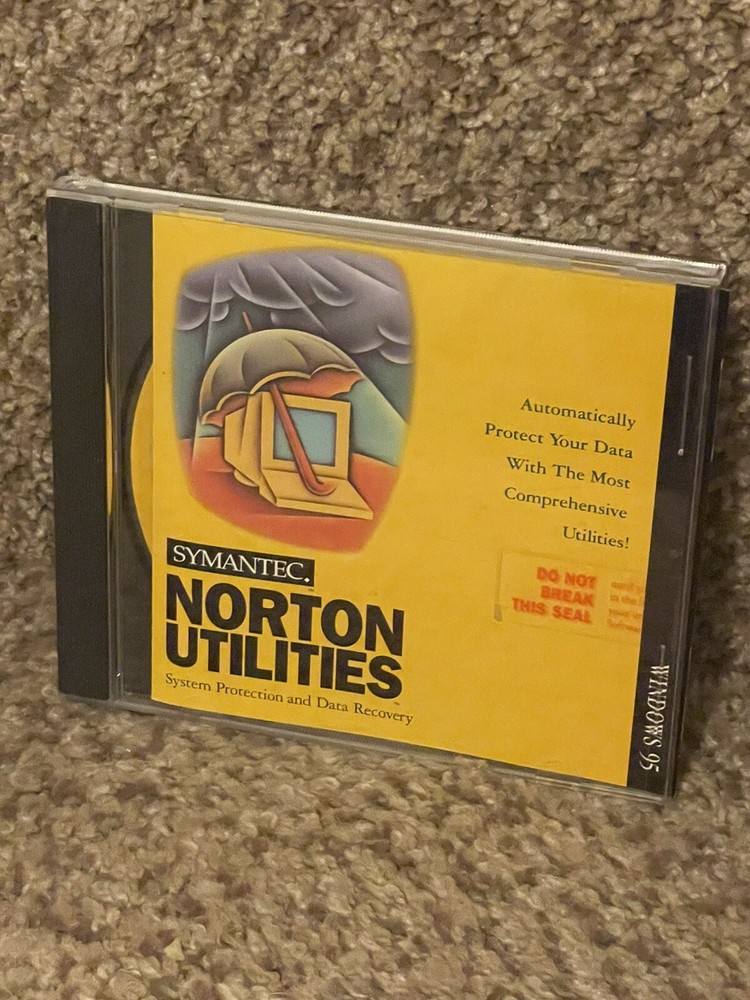 Automatically
Protect Your Data
With The Most
Comprehensive
Utilities!
DO NOT
BREAK
THIS SEAL
SYMANTEC.
NORTON
UTILITIES
System Protection and Data Recovery
WINDOWS 95